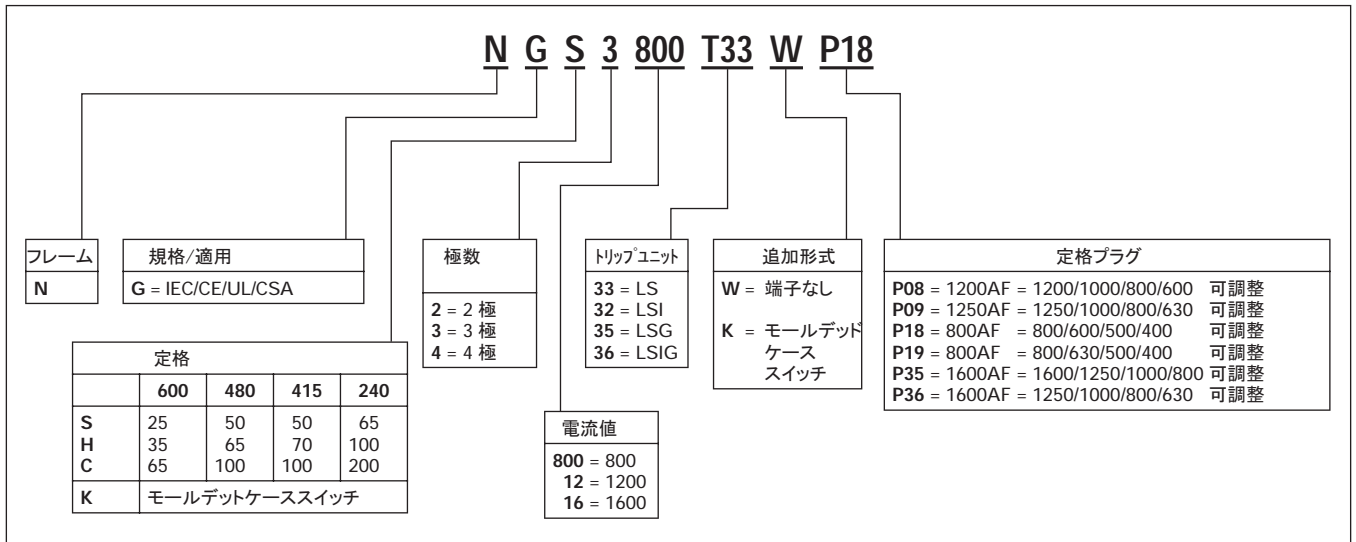 N G S 3 800 T33 W P18
フレーム
N
規格/適用
G = IEC/CE/UL/CSA
定格
600 480 415 240
S 25 50 50 65
H 35 65 70 100
C 65 100 100 200
K モールデットケーススイッチ
極数
2 = 2 極
3 = 3 極
4 = 4 極
電流値
800 = 800
12 = 1200
16 = 1600
トリップユニット
33 = LS
32 = LSI
35 = LSG
36 = LSIG
追加形式
W = 端子なし
K = モールデッド
ケース
スイッチ
定格プラグ
P08 = 1200AF = 1200/1000/800/600 可調整
P09 = 1250AF = 1250/1000/800/630 可調整
P18 = 800AF = 800/600/500/400 可調整
P19 = 800AF = 800/630/500/400 可調整
P35 = 1600AF = 1600/1250/1000/800 可調整
P36 = 1600AF = 1250/1000/800/630 可調整